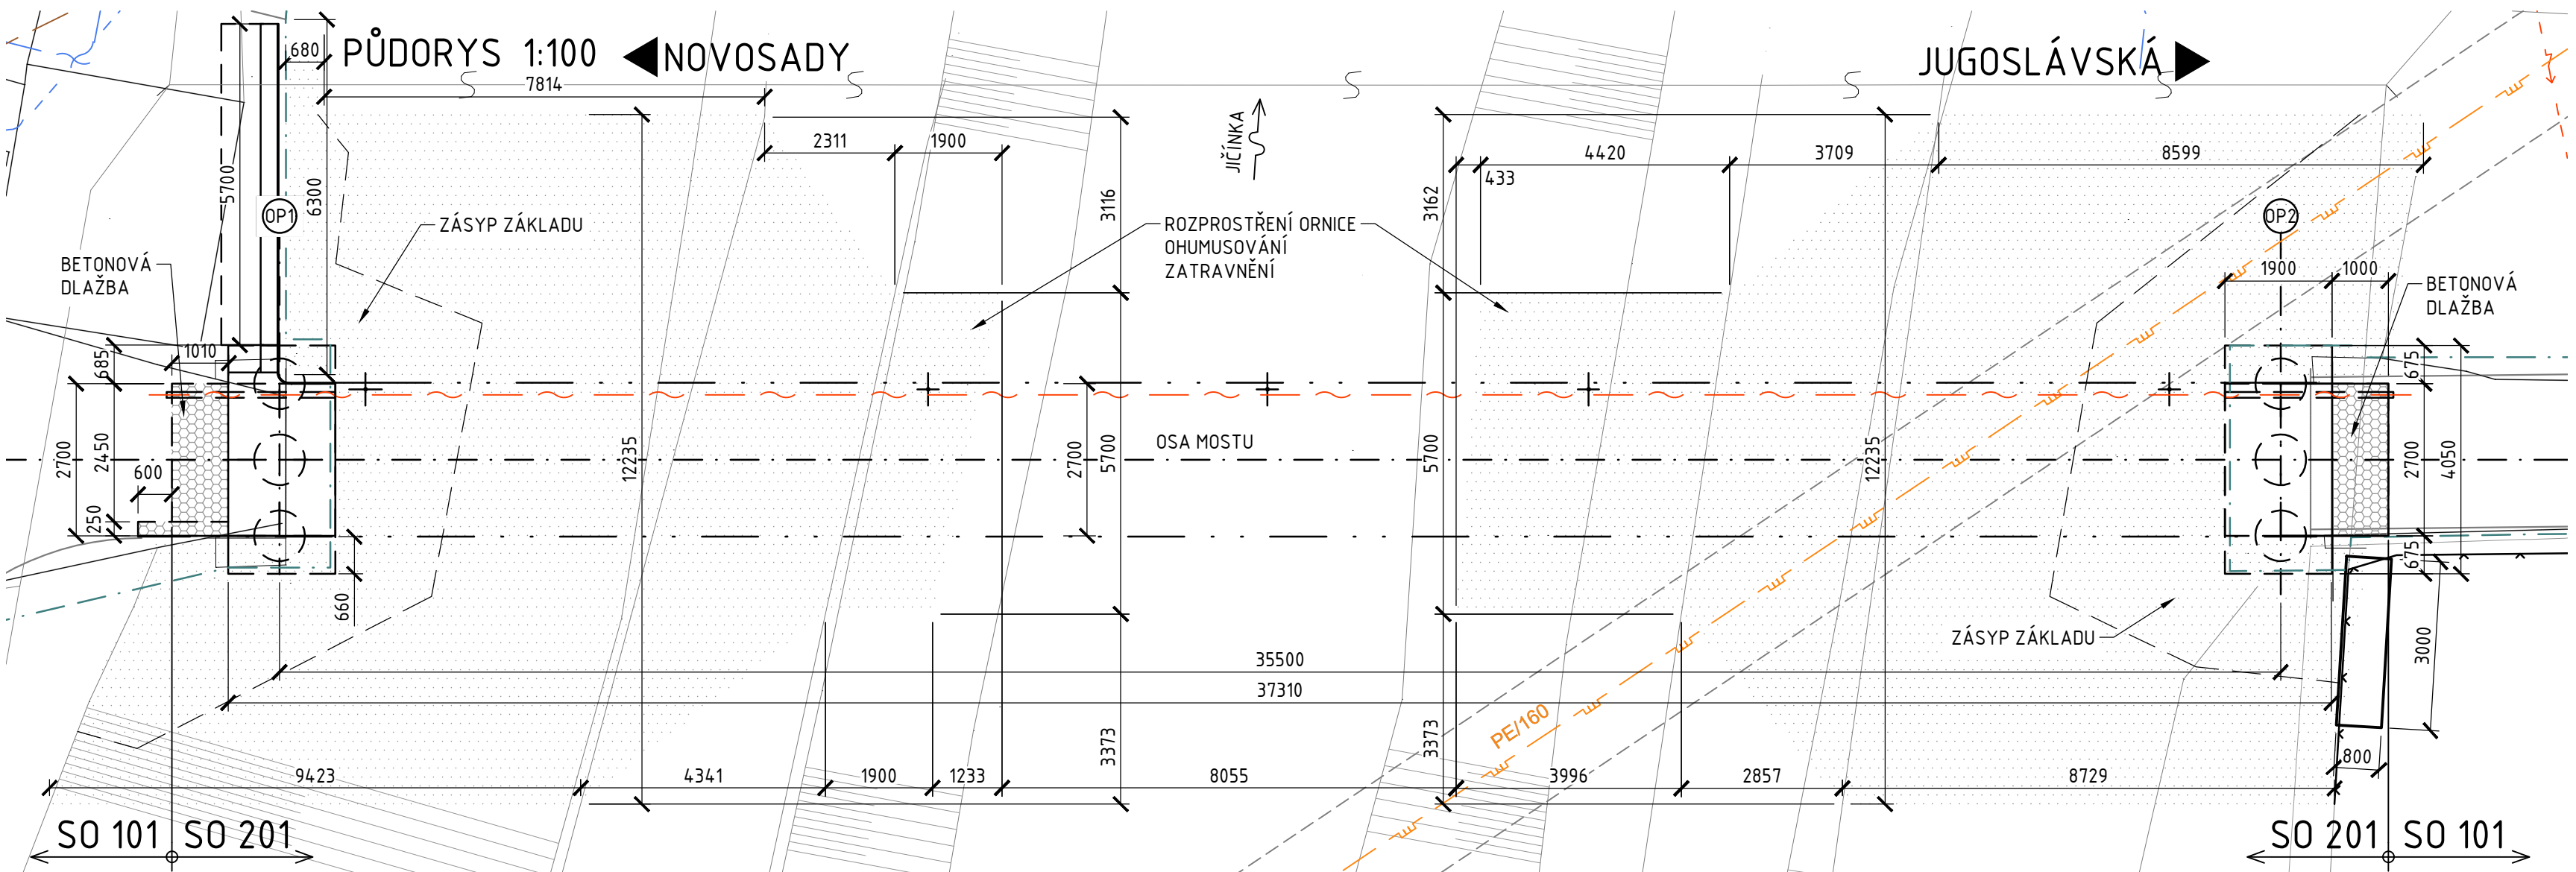 PŮDORYS 1:100
NOVOSADY
JUGOSLÁVSKÁ
680
7814
2311
1900
JIČÍNKA
433
4420
3709
8599
5700
6300
OP1
3116
3162
OP2
ZÁSYP ZÁKLADU
ROZPROSTŘENÍ ORNICE
OHUMUSOVÁNÍ
ZATRAVNĚNÍ
BETONOVÁ
DLAŽBA
1900
1000
BETONOVÁ
DLAŽBA
685
1010
675
2700
2450
600
250
12235
2700
5700
OSA MOSTU
5700
12235
2700
4050
675
660
ZÁSYP ZÁKLADU
3000
35500
37310
3373
3373
PE/160
800
9423
4341
1900
1233
8055
3996
2857
8729
SO 101
SO 201
SO 201
SO 101